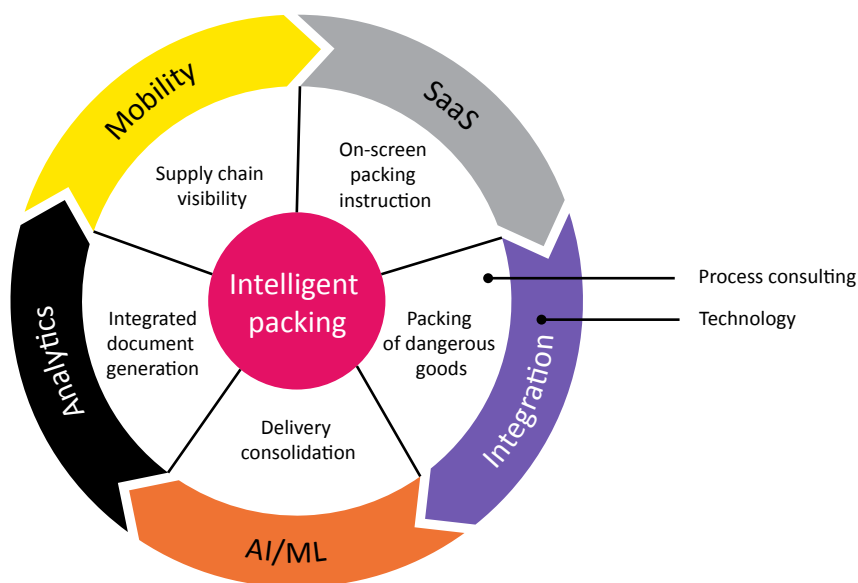 Mobility
SaaS
Supply chain
visibility
On-screen
packing
instruction
Intelligent
packing
Process consulting
Technology
Integrated
document
generation
Packing
of dangerous
goods
Analytics
Integration
Delivery
consolidation
AI/ML